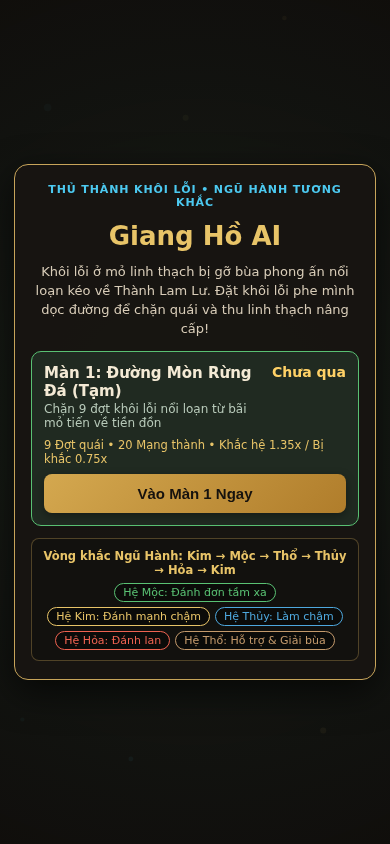 THỦ THÀNH KHÔI LỖI • NGŨ HÀNH TƯƠNG
KHẮC
Giang Hồ AI
Khôi lỗi ở mỏ linh thạch bị gỡ bùa phong ấn nổi
loạn kéo về Thành Lam Lư. Đặt khôi lỗi phe mình
dọc đường để chặn quái và thu linh thạch nâng
cấp!
Màn 1: Đường Mòn Rừng
Đá (Tạm)
Chưa qua
Chặn 9 đợt khôi lỗi nổi loạn từ bãi
mỏ tiến về tiền đồn
9 Đợt quái • 20 Mạng thành • Khắc hệ 1.35x / Bị
khắc 0.75x
Vào Màn 1 Ngay
Vòng khắc Ngũ Hành: Kim → Mộc → Thổ → Thủy
→ Hỏa → Kim
Hệ Mộc: Đánh đơn tầm xa
Hệ Kim: Đánh mạnh chậm
Hệ Thủy: Làm chậm
Hệ Hỏa: Đánh lan
Hệ Thổ: Hỗ trợ & Giải bùa